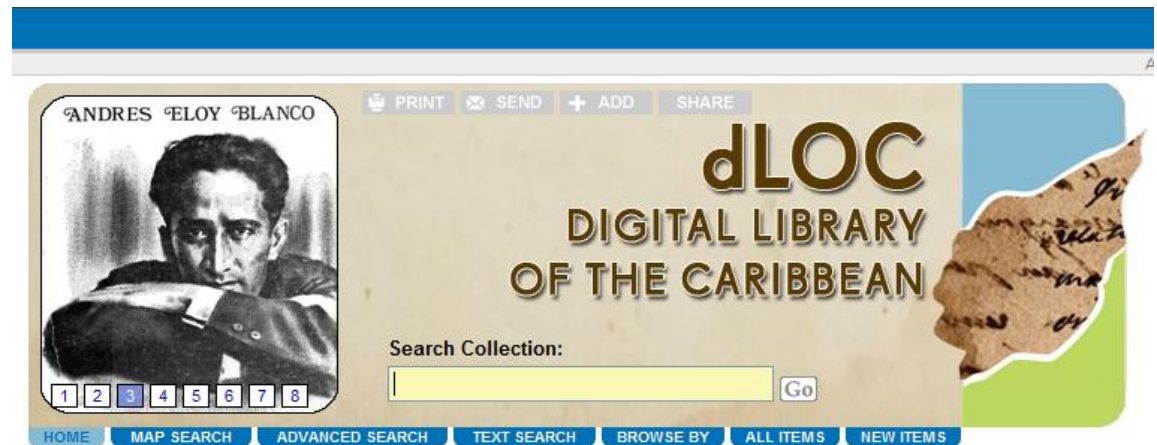 A
ANDRES ELOY BLANCO
PRINT SEND ADD SHARE
dLOC
DIGITAL LIBRARY
OF THE CARIBBEAN
Search Collection:
Go
1 2 3 4 5 6 7 8
HOME MAP SEARCH ADVANCED SEARCH TEXT SEARCH BROWSE BY ALL ITEMS NEW ITEMS